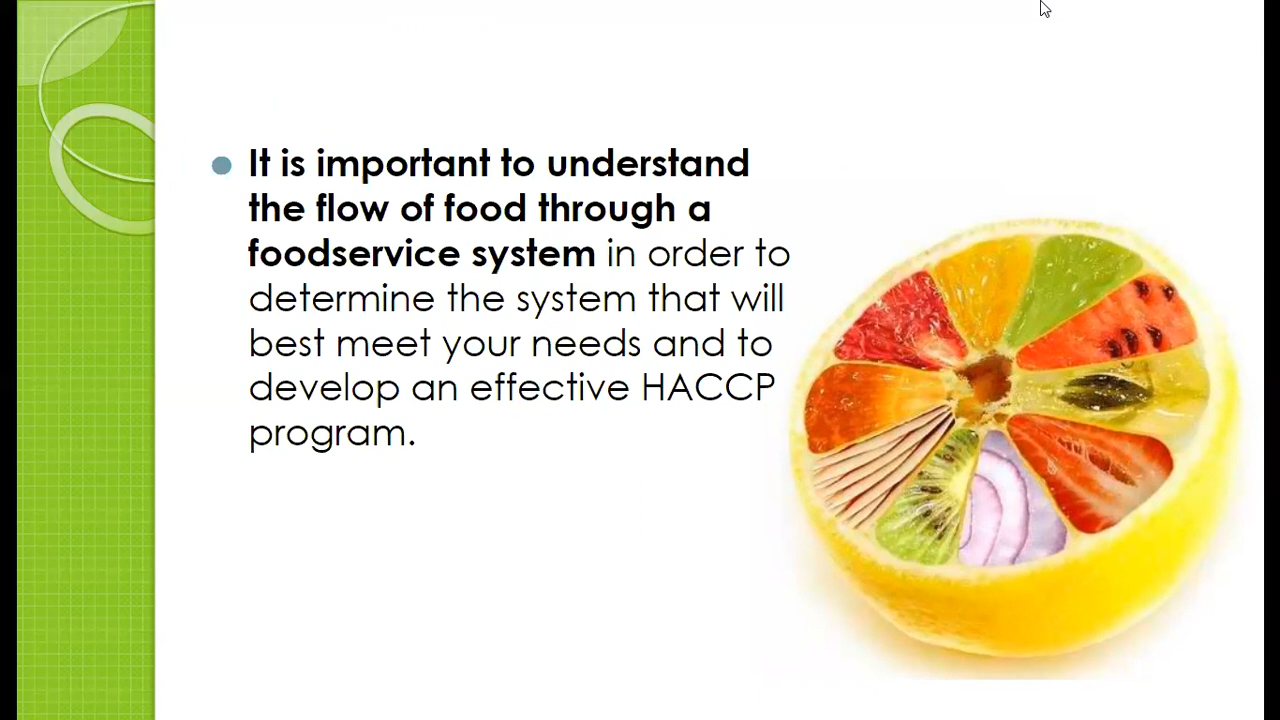 It is important to understand
the flow of food through a
foodservice system in order to
determine the system that will
best meet your needs and to
develop an effective HACCP
program.